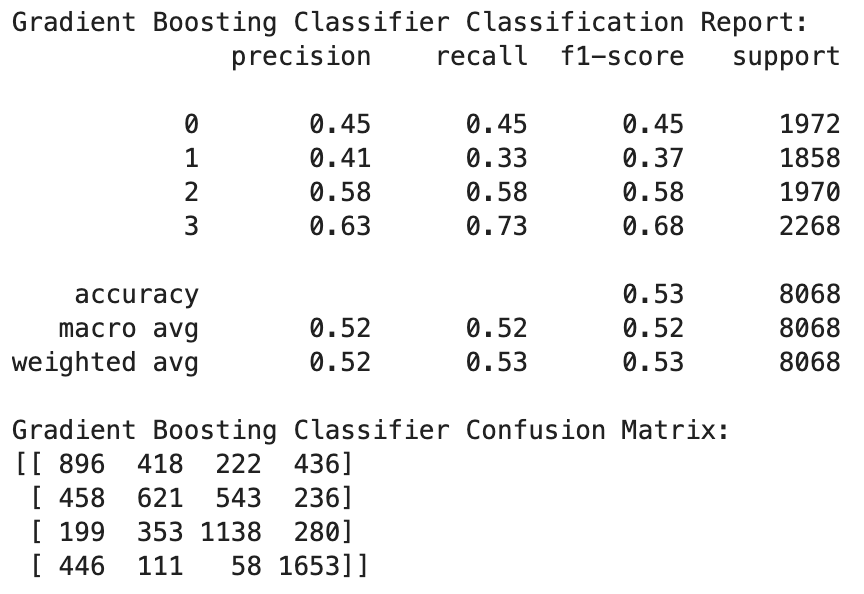 Gradient Boosting Classifier Classification Report:
precision recall f1-score support
0 0.45 0.45 0.45 1972
1 0.41 0.33 0.37 1858
2 0.58 0.58 0.58 1970
3 0.63 0.73 0.68 2268
accuracy 0.53 8068
macro avg 0.52 0.52 0.52 8068
weighted avg 0.52 0.53 0.53 8068
Gradient Boosting Classifier Confusion Matrix:
[[ 896 418 222 436]
[ 458 621 543 236]
[ 199 353 1138 280]
[ 446 111 58 1653]]